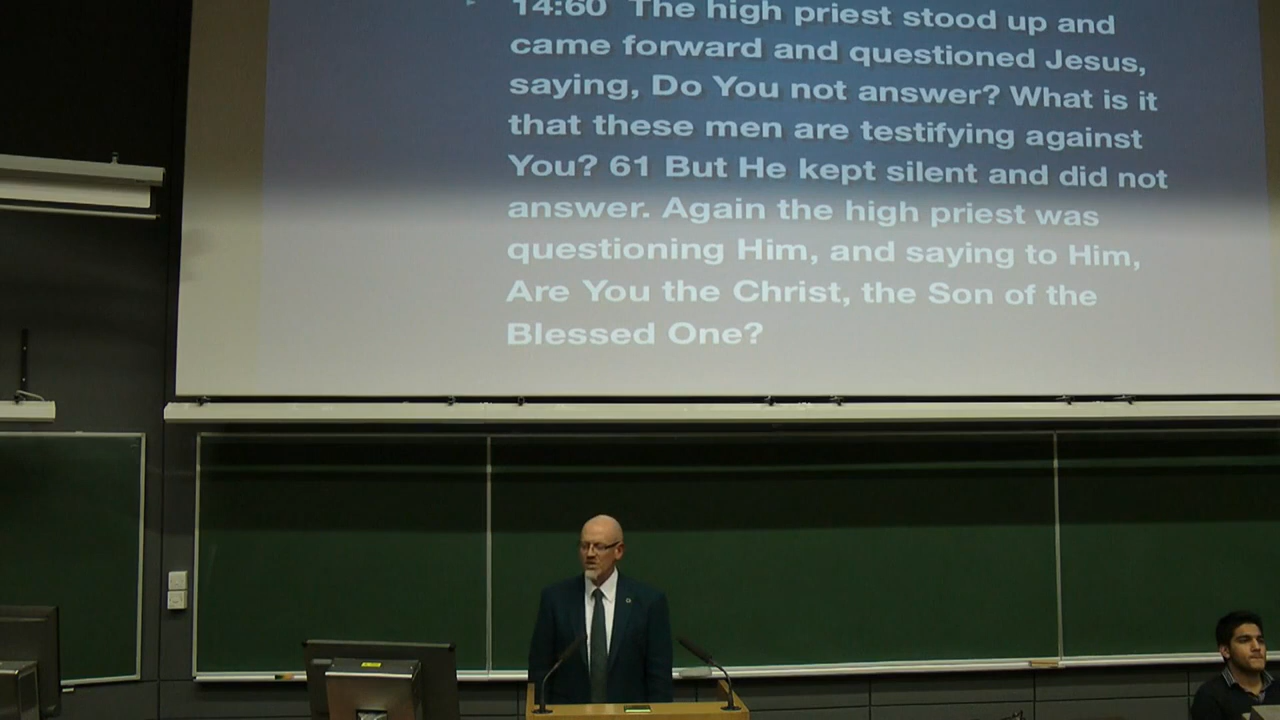 14:60 The high priest stood up and
came forward and questioned Jesus,
saying, Do You not answer? What is it
that these men are testifying against
You? 61 But He kept silent and did not
answer. Again the high priest was
questioning Him, and saying to Him,
Are You the Christ, the Son of the
Blessed One?